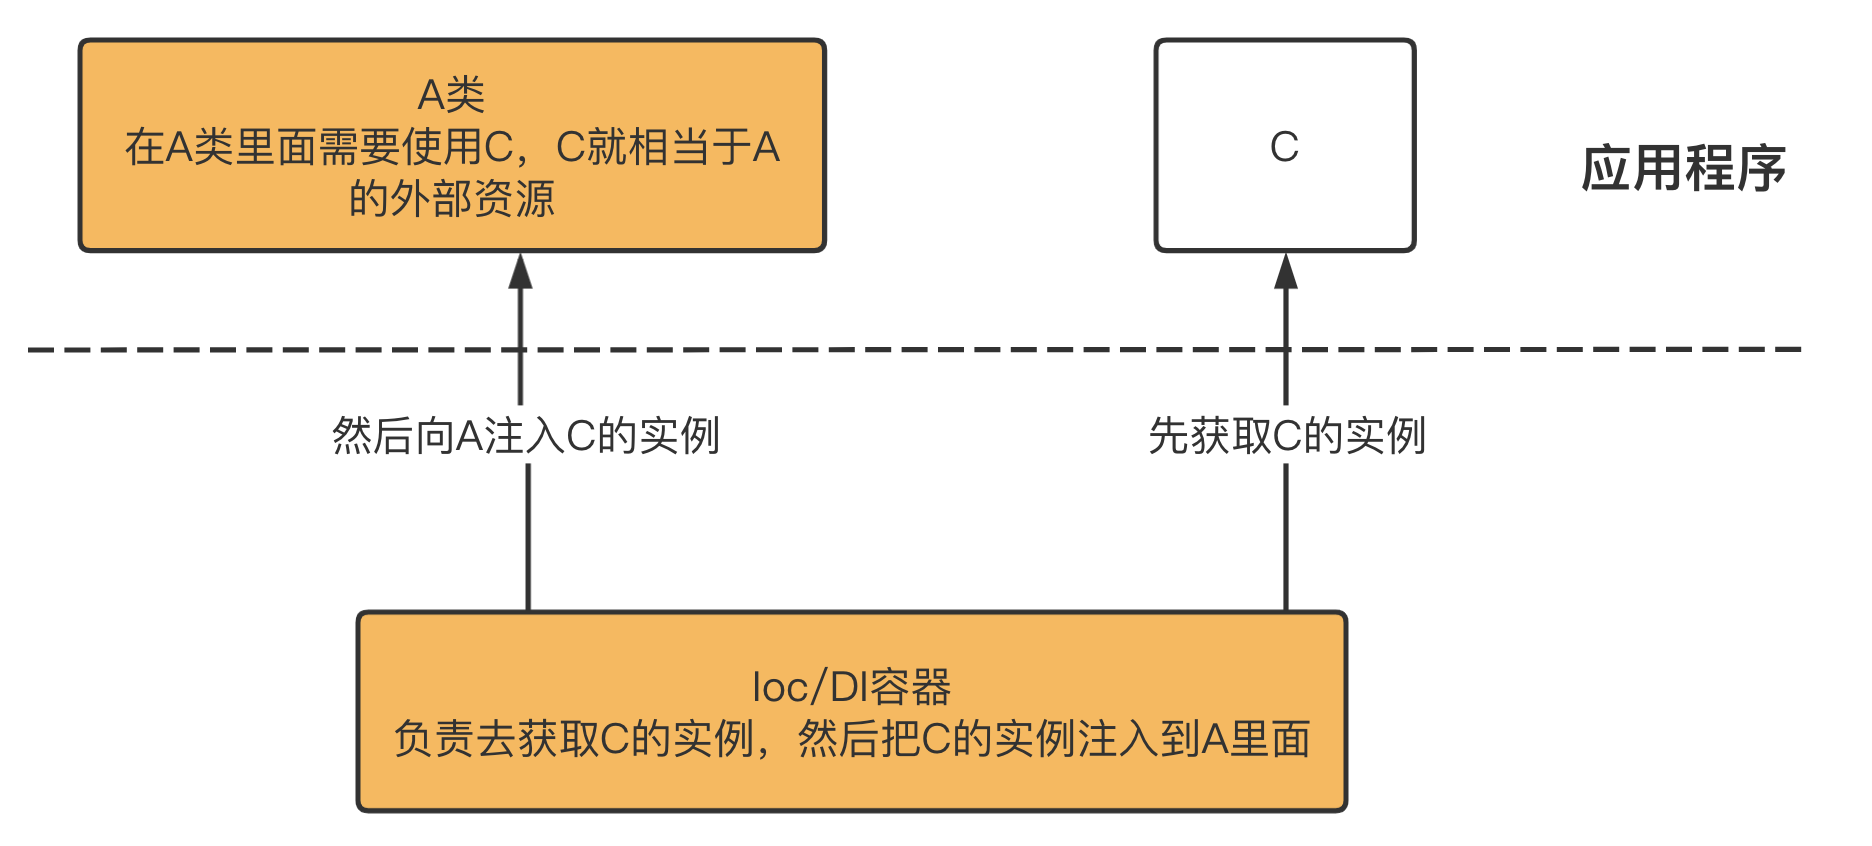 A类
在A类里面需要使用C，C就相当于A
的外部资源
C
应用程序
然后向A注入C的实例
先获取C的实例
Ioc/DI容器
负责去获取C的实例，然后把C的实例注入到A里面